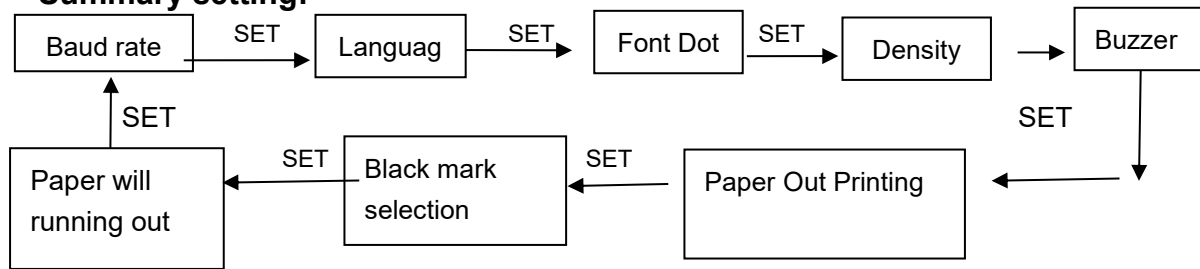 Summary setting:
Baud rate
SET
Languag
SET
Font Dot
SET
Density
Buzzer
SET
Paper Out Printing
SET
Black mark
selection
SET
Paper will
running out
SET